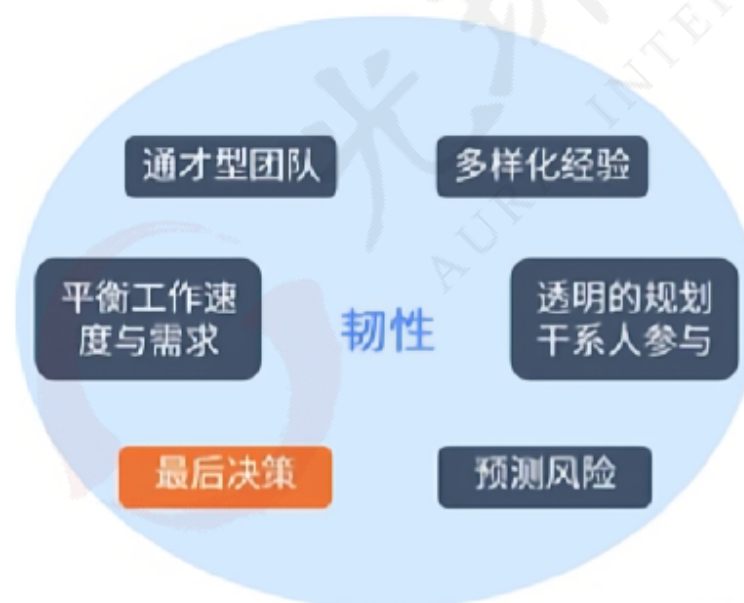 通才型团队
多样化经验
平衡工作速
度与需求
韧性
透明的规划
干系人参与
最后决策
预测风险